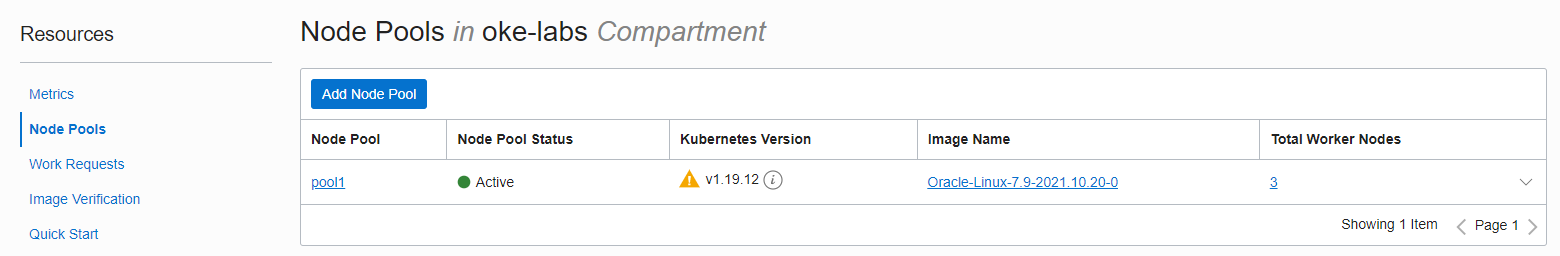 Resources
Metrics
Node Pools
Work Requests
Image Verification
Quick Start
Node Pools in oke-labs Compartment
Add Node Pool
Node Pool Node Pool Status Kubernetes Version Image Name Total Worker Nodes
pool1 Active v1.19.12 Oracle-Linux-7.9-2021.10.20-0 3
Showing 1 Item Page 1